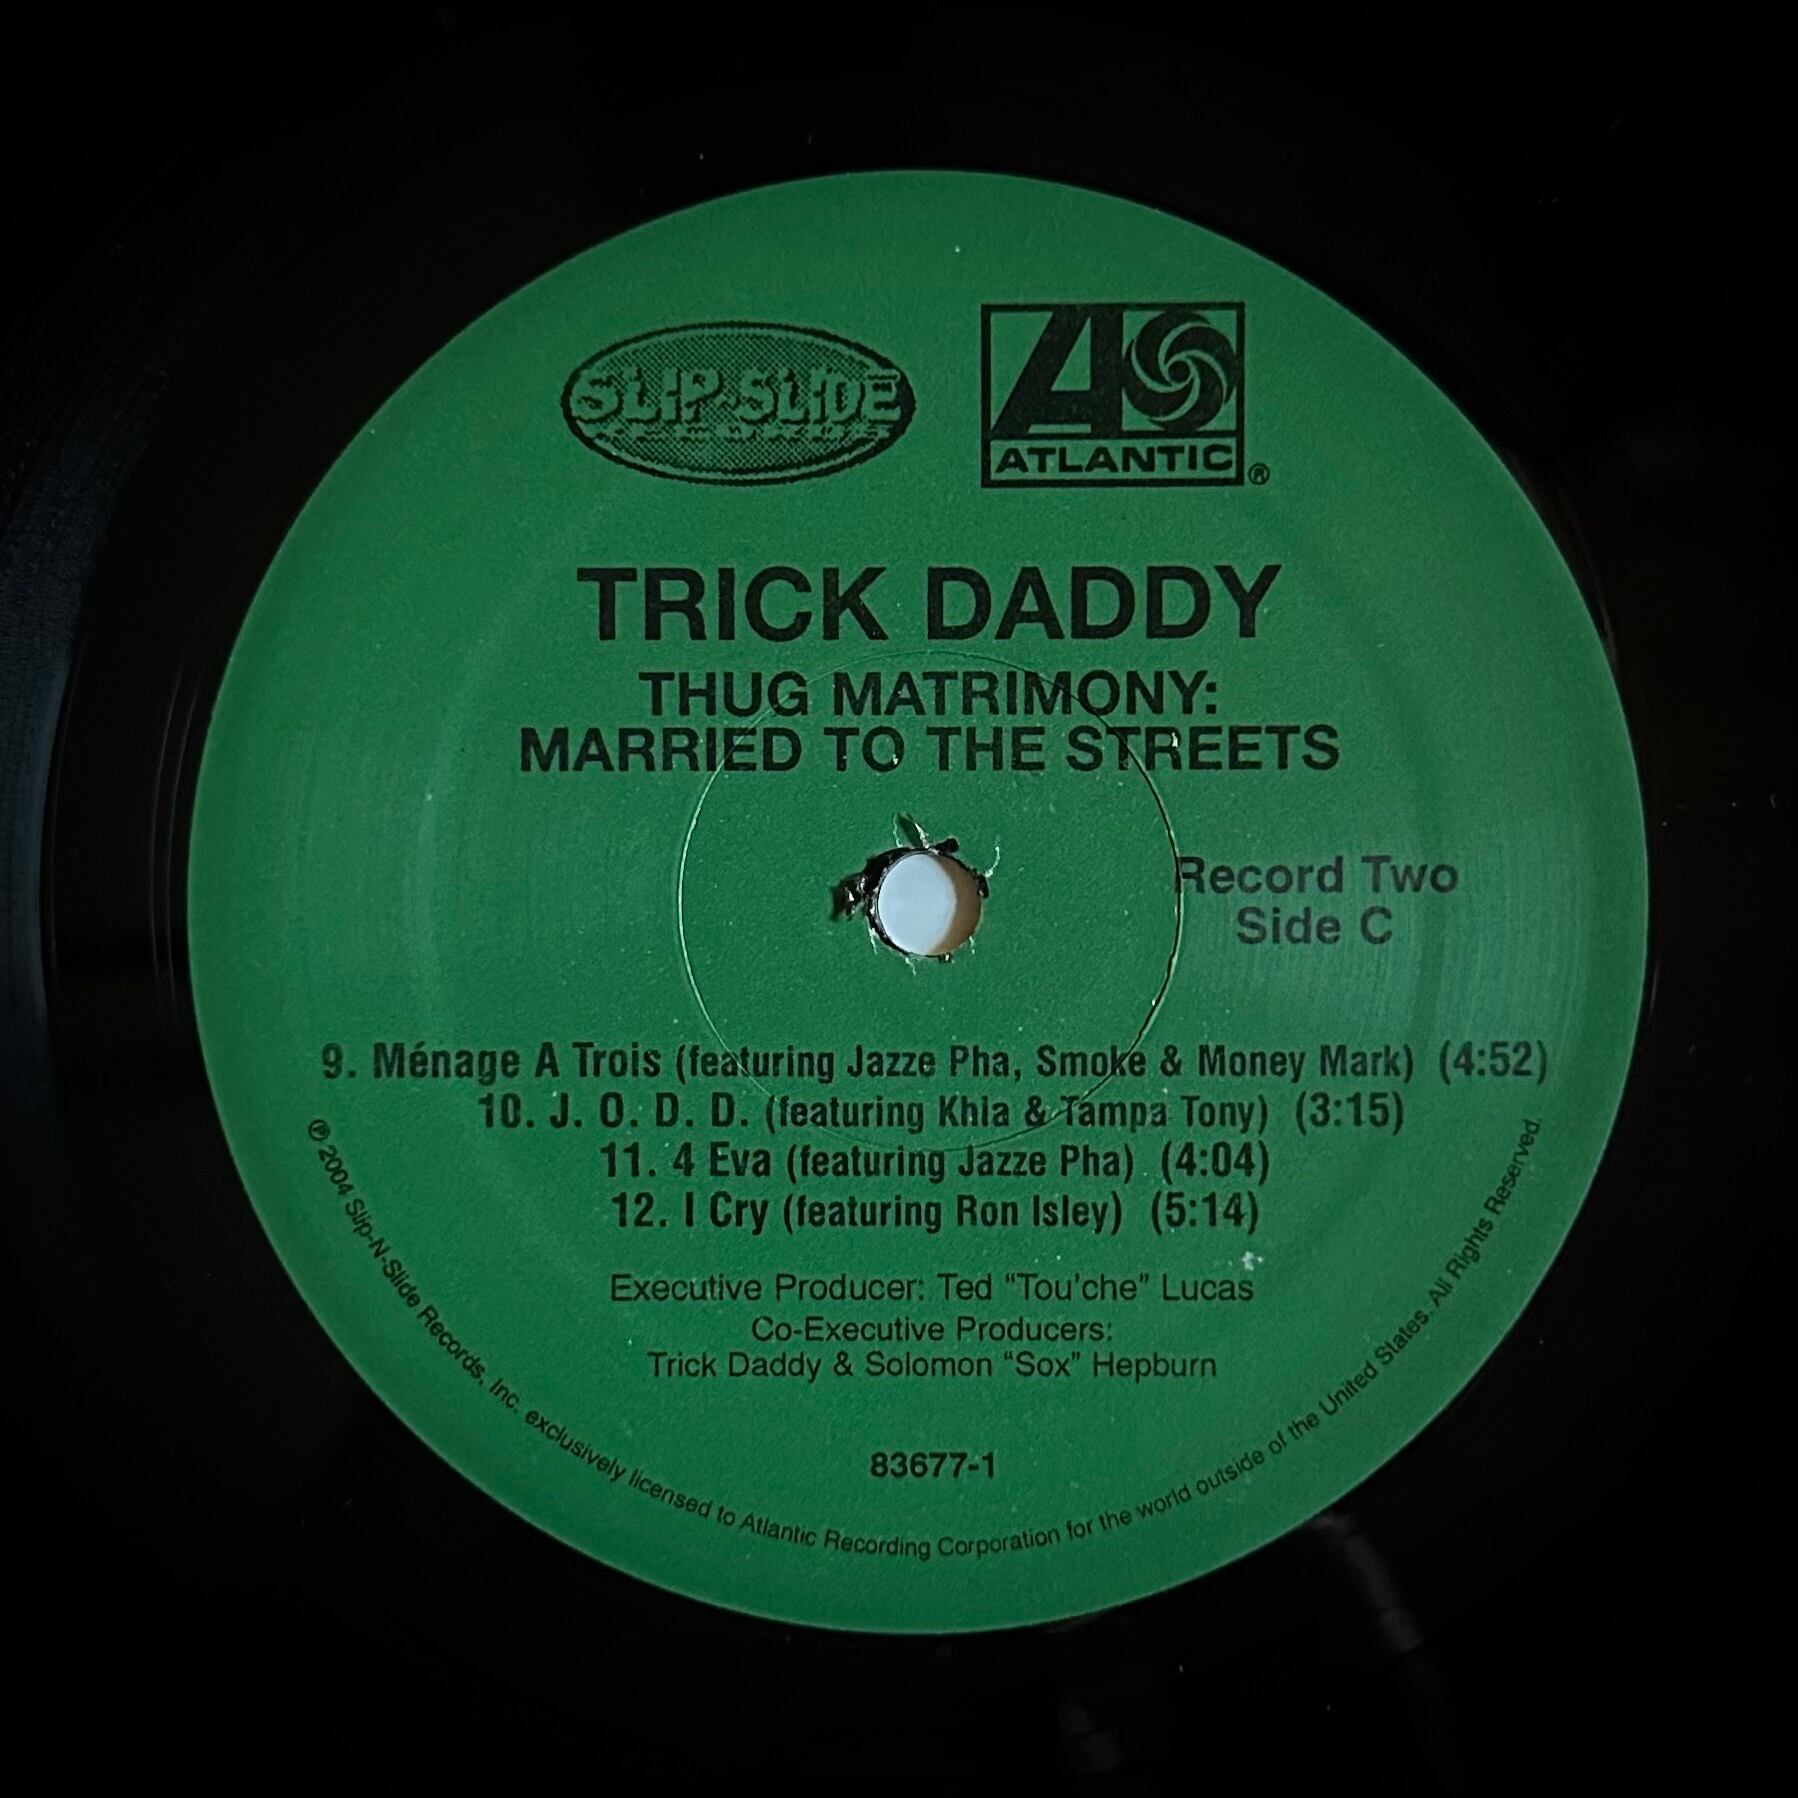 SLIP·N·SLIDE
RECORDS
ATLANTIC®
TRICK DADDY
THUG MATRIMONY:
MARRIED TO THE STREETS
Record Two
Side C
9. Ménage A Trois (featuring Jazze Pha, Smoke & Money Mark) (4:52)
10. J. O. D. D. (featuring Khia & Tampa Tony) (3:15)
11. 4 Eva (featuring Jazze Pha) (4:04)
12. I Cry (featuring Ron Isley) (5:14)
Executive Producer: Ted “Tou’che” Lucas
Co-Executive Producers:
Trick Daddy & Solomon “Sox” Hepburn
83677-1
℗ 2004 Slip-N-Slide Records, Inc. exclusively licensed to Atlantic Recording Corporation for the world outside of the United States. All Rights Reserved.